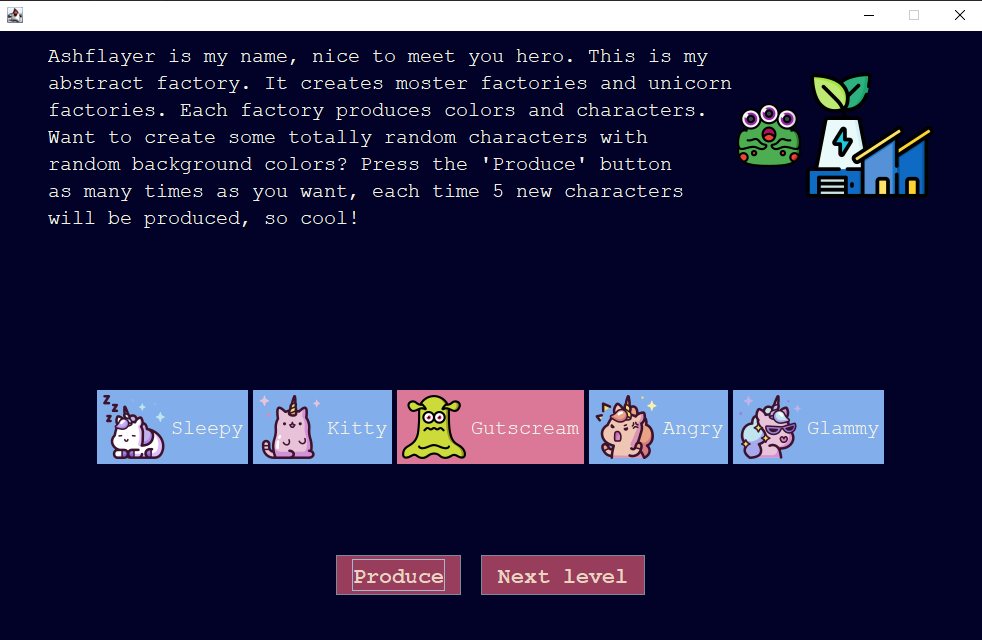 Ashflayer is my name, nice to meet you hero. This is my
abstract factory. It creates moster factories and unicorn
factories. Each factory produces colors and characters.
Want to create some totally random characters with
random background colors? Press the 'Produce' button
as many times as you want, each time 5 new characters
will be produced, so cool!
z z z Sleepy Kitty Gutscream Angry Glammy
Produce Next level